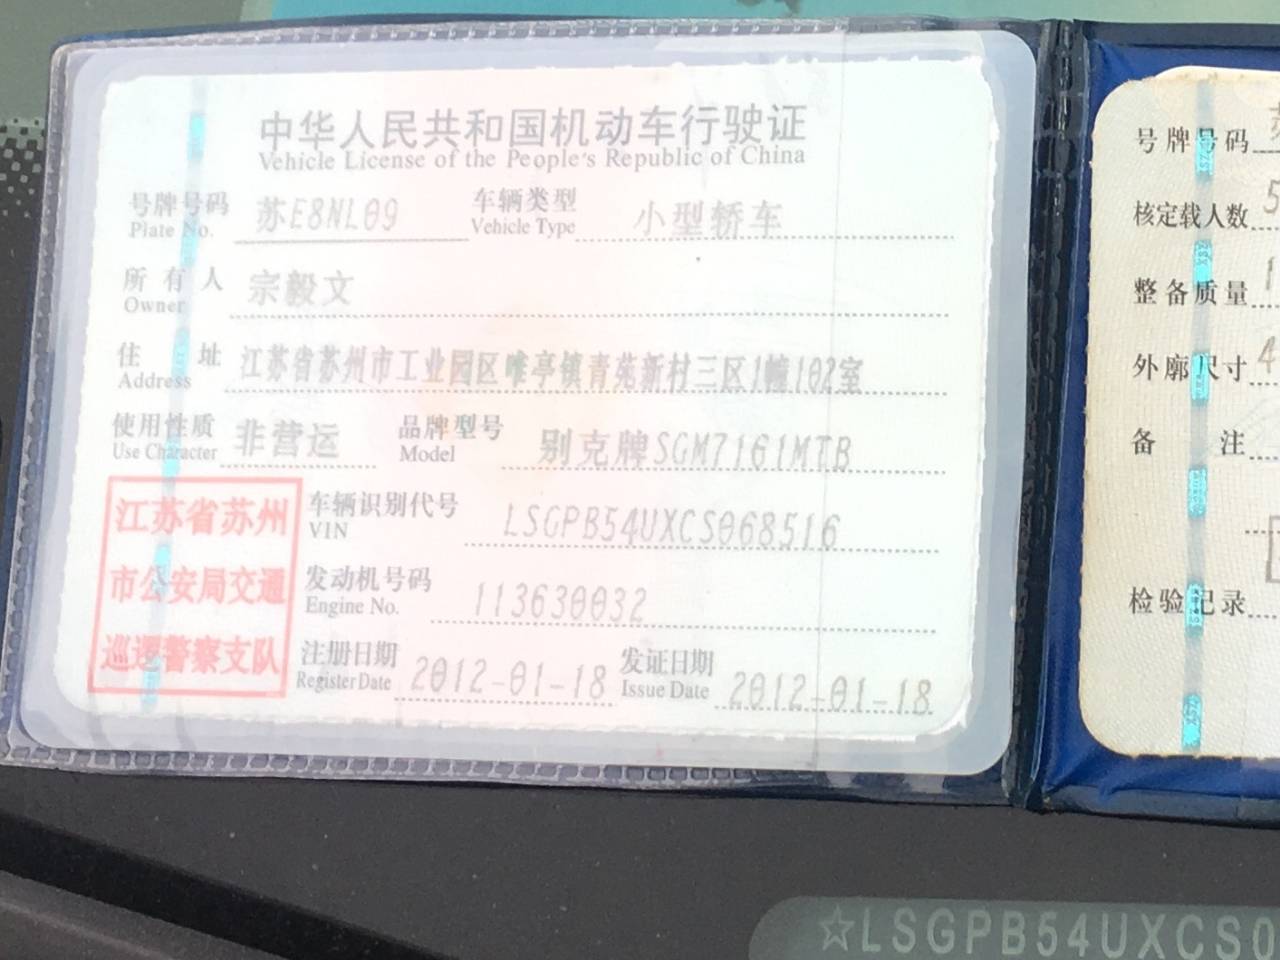 中华人民共和国机动车行驶证
Vehicle License of the People's Republic of China
号牌号码 苏E8NL09 车辆类型 小型轿车
Plate No. Vehicle Type
所有人 宗毅文
Owner
住址 江苏省苏州市工业园区唯亭镇青苑新村三区1幢102室
Address
使用性质 非营运 品牌型号 别克牌SGM7161MTB
Use Character Model
车辆识别代号 LSGPB54UXCS068516
VIN
发动机号码 113630032
Engine No.
注册日期 2012-01-18 发证日期 2012-01-18
Register Date Issue Date
江苏省苏州
市公安局交通
巡逻警察支队
号牌号码
核定载人数 5
整备质量 1
外廓尺寸 4
备注
检验记录
☆LSGPB54UXCS0